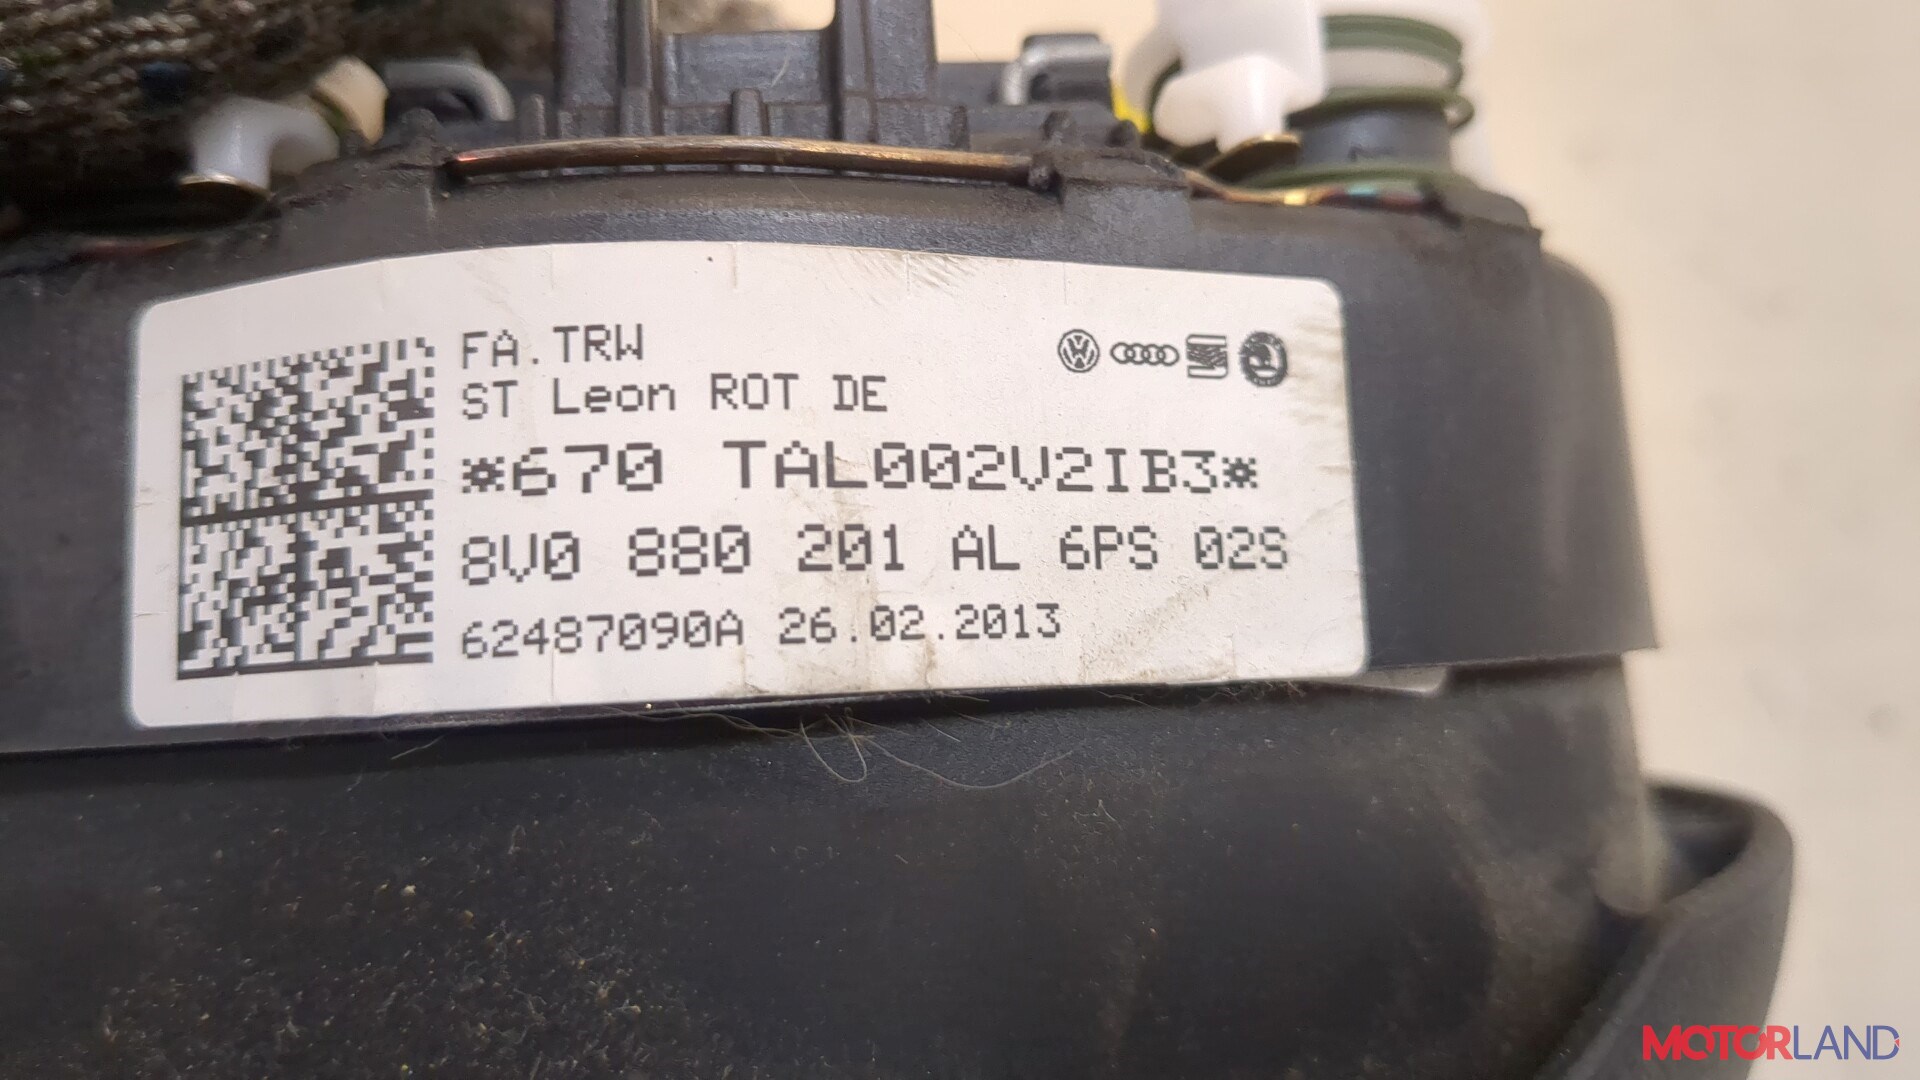 FA.TRW
ST Leon ROT DE
*670 TAL002V2IB3*
8V0 880 201 AL 6PS 02S
62487090A 26.02.2013
MOTORLAND